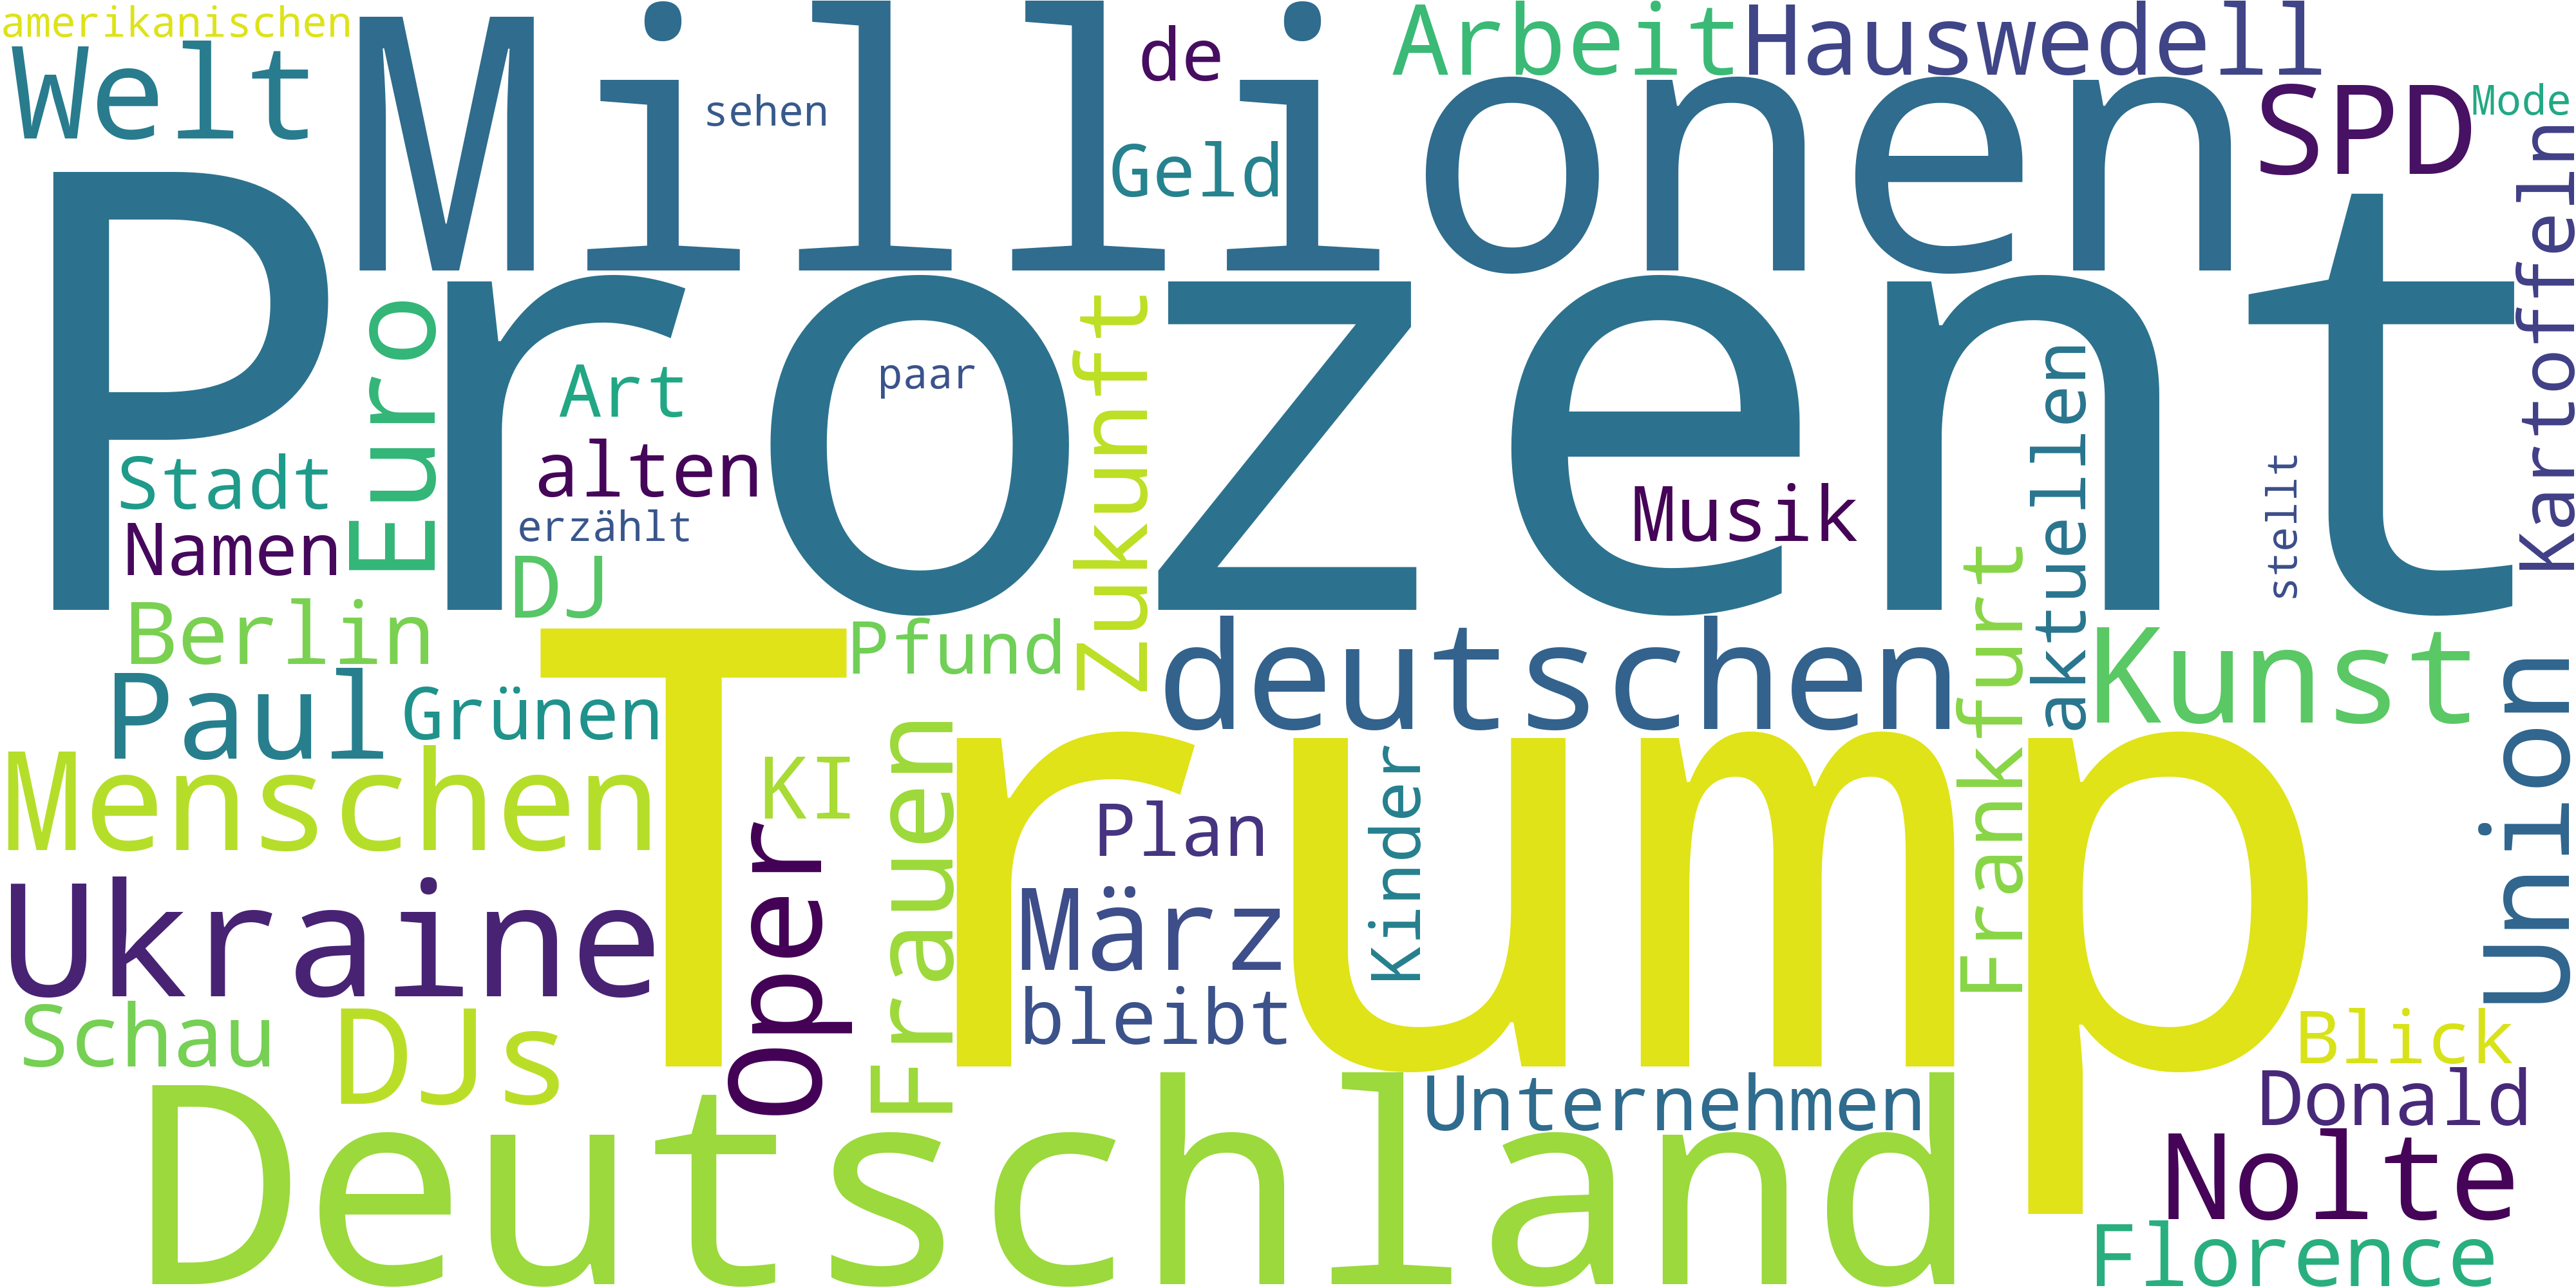 amerikanischen
Welt
Millionen
sehen
de
Geld
Arbeit
Hauswedell
SPD
Mode
Kartoffeln
Prozent
Euro
Art
paar
alten
erzählt
Stadt
Namen
DJ
Zukunft
Musik
aktuellen
stellt
Berlin
Pfund
deutschen
Frankfurt
Kunst
Union
Paul
Grünen
Trump
Menschen
KI
Frauen
Plan
Kinder
Ukraine
Oper
März
bleibt
Schau
DJs
Blick
Unternehmen
Donald
Deutschland
Nolte
Florence